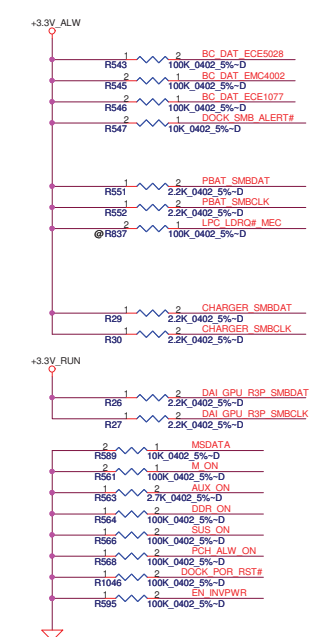 +3.3V_ALW
1 2 BC_DAT_ECE5028
R543 100K_0402_5%~D
2 1 BC_DAT_EMC4002
R545 100K_0402_5%~D
1 2 BC_DAT_ECE1077
R546 100K_0402_5%~D
2 1 DOCK_SMB_ALERT#
R547 10K_0402_5%~D
1 2 PBAT_SMBDAT
R551 2.2K_0402_5%~D
1 2 PBAT_SMBCLK
R552 2.2K_0402_5%~D
2 1 LPC_LDRQ#_MEC
@R837 100K_0402_5%~D
1 2 CHARGER_SMBDAT
R29 2.2K_0402_5%~D
1 2 CHARGER_SMBCLK
R30 2.2K_0402_5%~D
+3.3V_RUN
1 2 DAI_GPU_R3P_SMBDAT
R26 2.2K_0402_5%~D
1 2 DAI_GPU_R3P_SMBCLK
R27 2.2K_0402_5%~D
2 1 MSDATA
R589 10K_0402_5%~D
2 1 M_ON
R561 100K_0402_5%~D
1 2 AUX_ON
R563 2.7K_0402_5%~D
1 2 DDR_ON
R564 100K_0402_5%~D
1 2 SUS_ON
R566 100K_0402_5%~D
1 2 PCH_ALW_ON
R568 100K_0402_5%~D
1 2 DOCK_POR_RST#
R1046 100K_0402_5%~D
1 2 EN_INVPWR
R595 100K_0402_5%~D